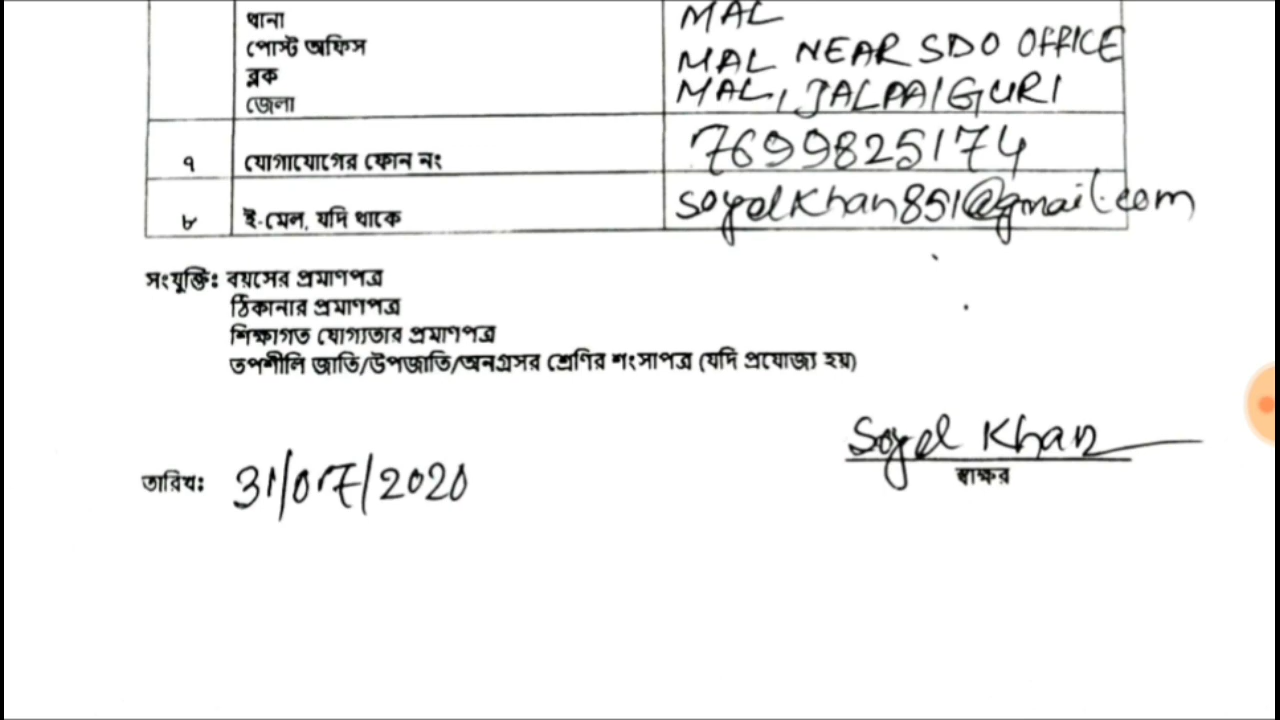 থানা MAL
পোস্ট অফিস MAL NEAR SDO OFFICE
ব্লক
জেলা MAL, JALPAIGURI
৭ যোগাযোগের ফোন নং 7699825174
৮ ই-মেল, যদি থাকে soyelkhan851@gmail.com
সংযুক্তিঃ বয়সের প্রমাণপত্র
ঠিকানার প্রমাণপত্র
শিক্ষাগত যোগ্যতার প্রমাণপত্র
তপশীলি জাতি/উপজাতি/অনগ্রসর শ্রেণির শংসাপত্র (যদি প্রযোজ্য হয়)
Soyel Khan
স্বাক্ষর
তারিখঃ 31/07/2020